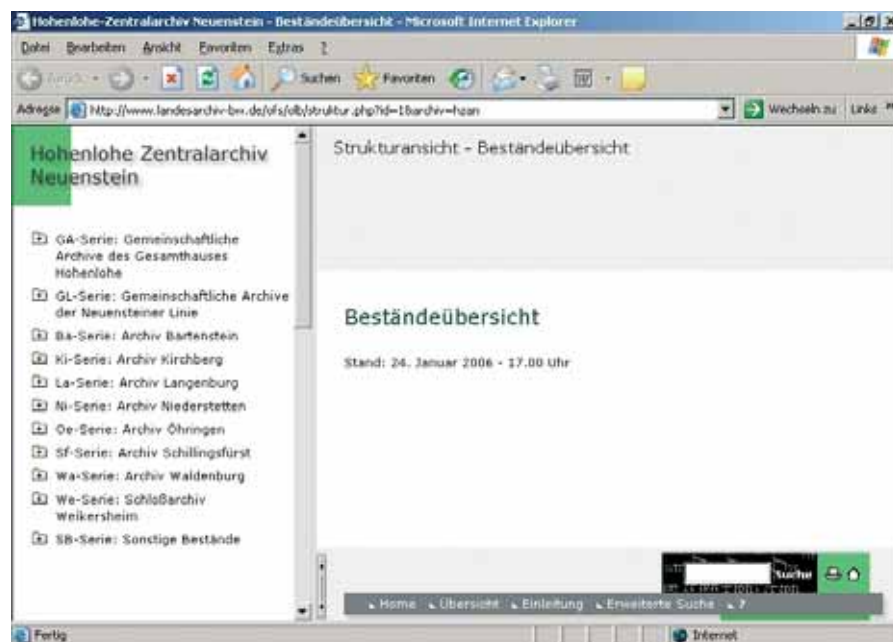 Hohenlohe-Zentralarchiv Neuenstein - Beständeübersicht - Microsoft Internet Explorer
Datei Bearbeiten Ansicht Favoriten Extras ?
Zurück Suchen Favoriten
Adresse http://www.landesarchiv-bw.de/ofs/olb/struktur.php?id=1&archiv=hzan Wechseln zu Links
Hohenlohe Zentralarchiv
Neuenstein
GA-Serie: Gemeinschaftliche
Archive des Gesamthauses
Hohenlohe
GL-Serie: Gemeinschaftliche Archive
der Neuensteiner Linie
Ba-Serie: Archiv Bartenstein
Ki-Serie: Archiv Kirchberg
La-Serie: Archiv Langenburg
Ni-Serie: Archiv Niederstetten
Oe-Serie: Archiv Öhringen
Sf-Serie: Archiv Schillingsfürst
Wa-Serie: Archiv Waldenburg
We-Serie: Schloßarchiv
Weikersheim
SB-Serie: Sonstige Bestände
Strukturansicht - Beständeübersicht
Beständeübersicht
Stand: 24. Januar 2006 - 17.00 Uhr
Suche
Home Übersicht Einleitung Erweiterte Suche ?
Fertig Internet